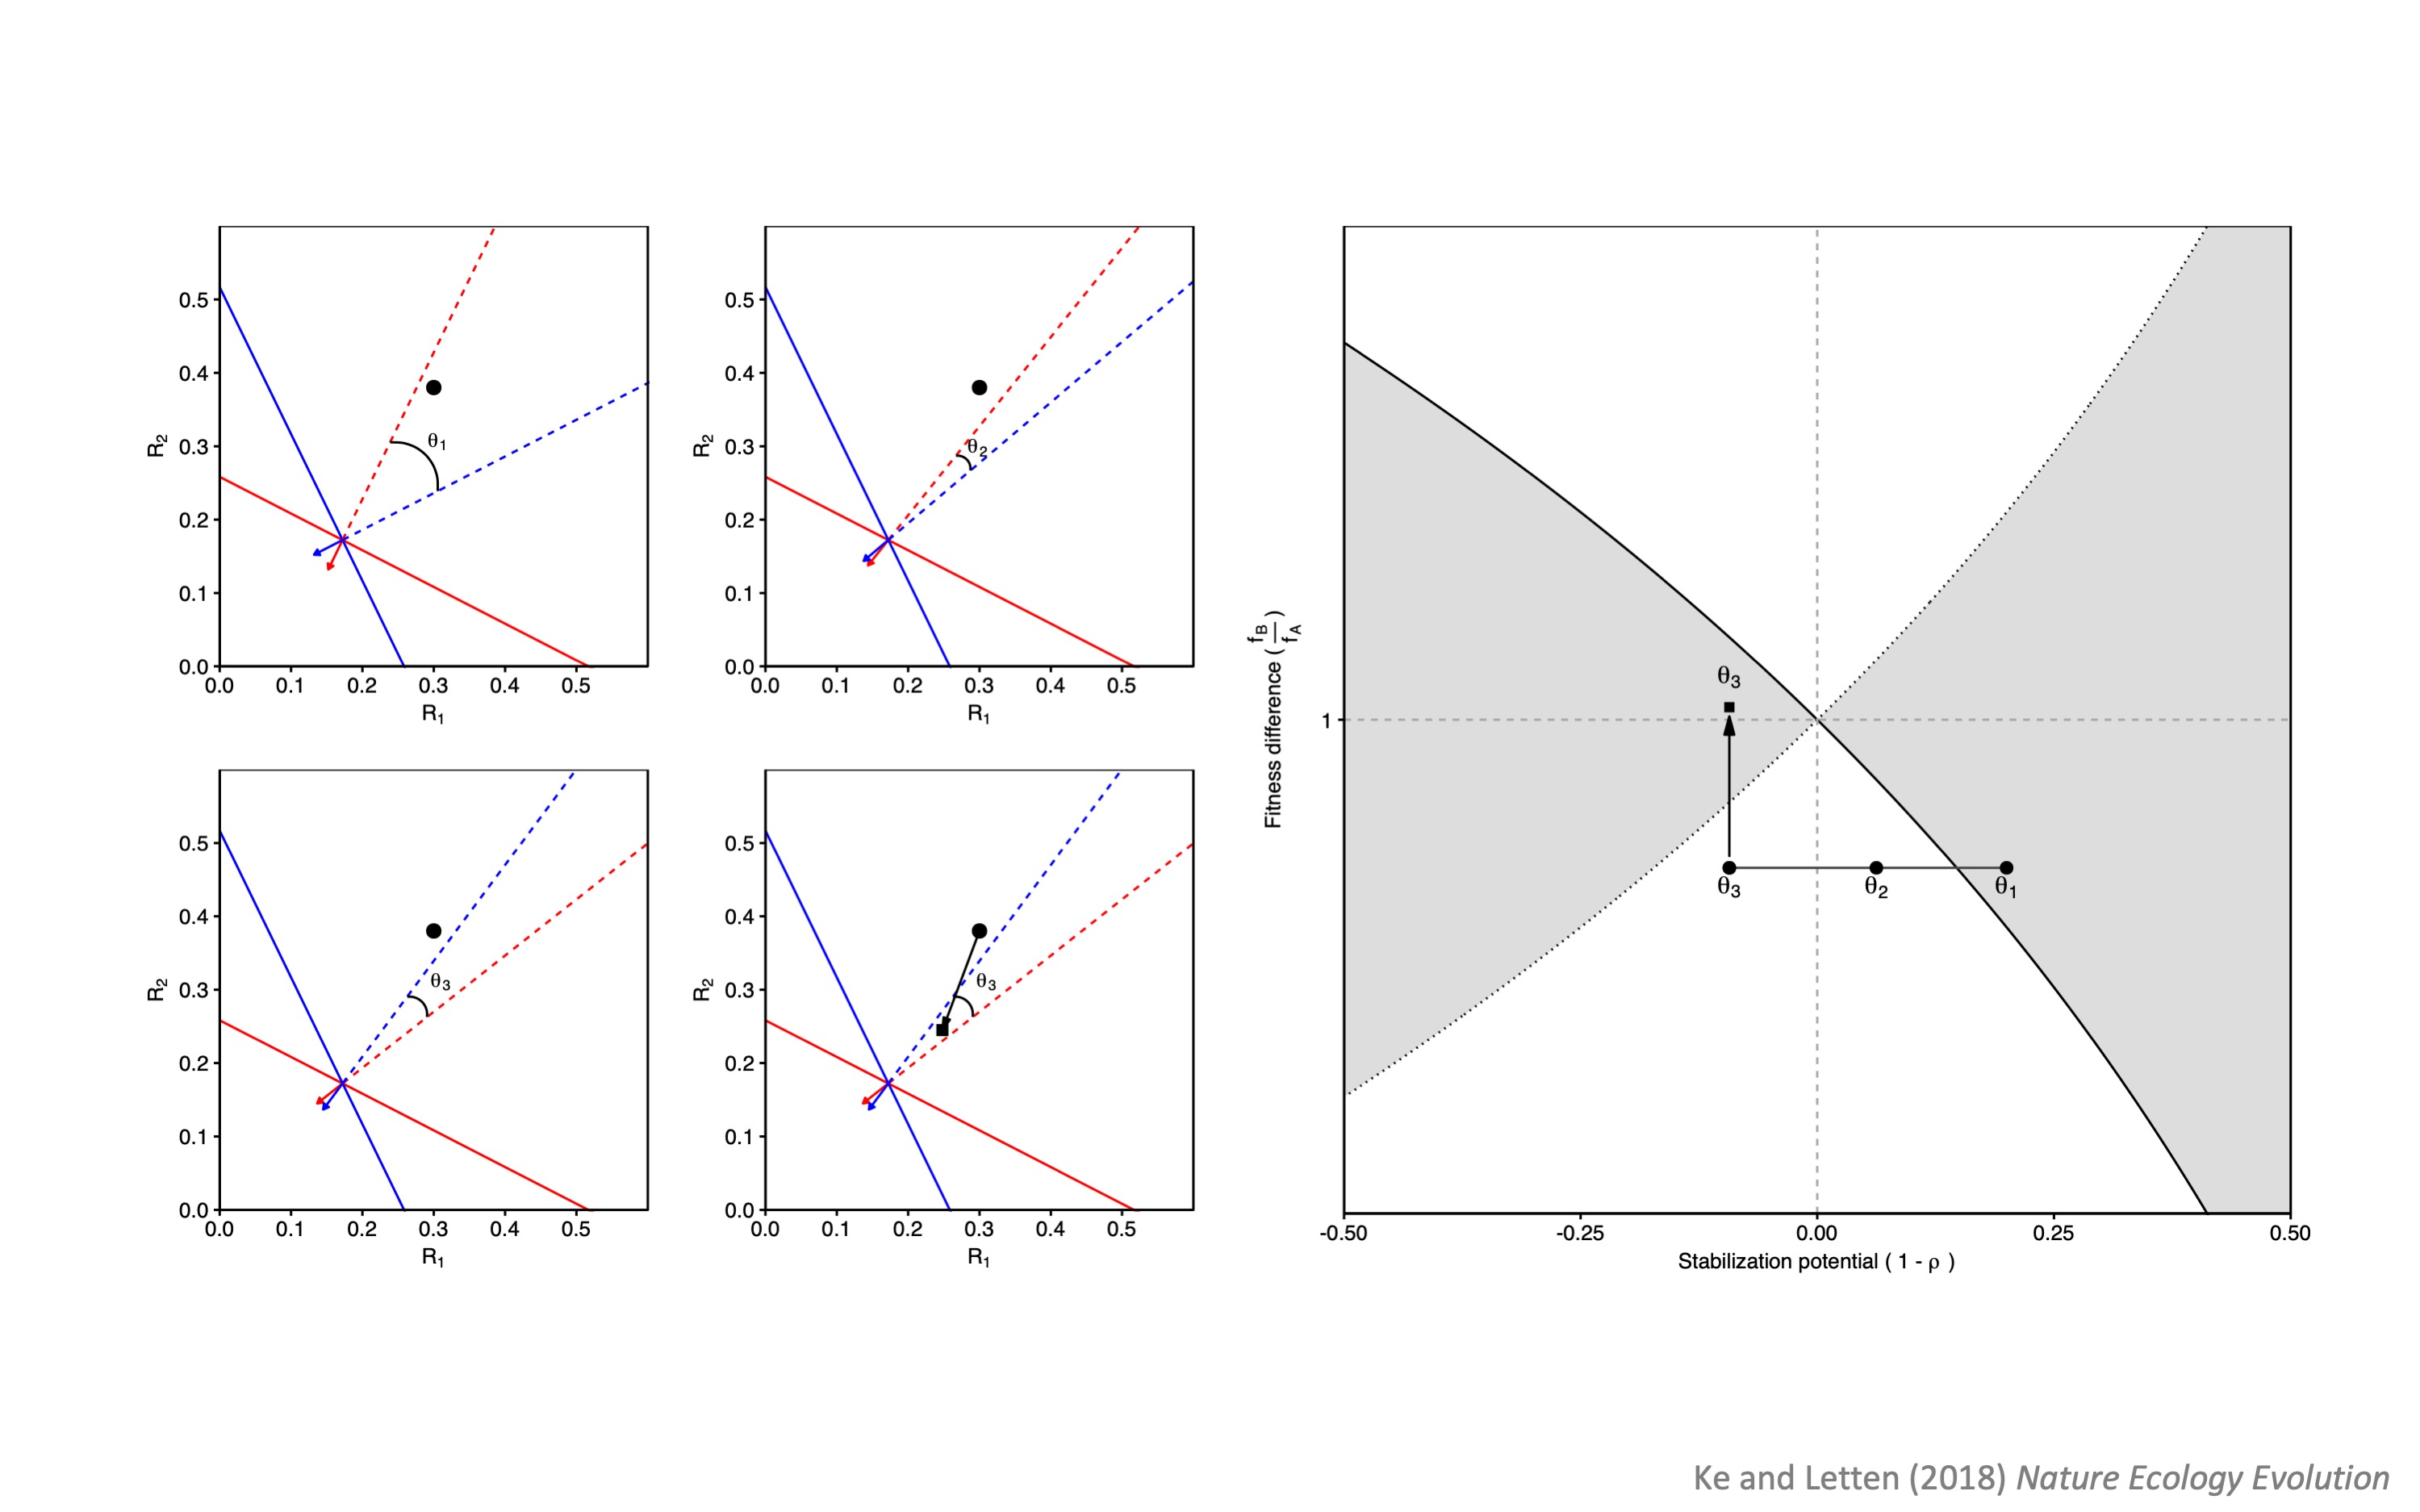 0.5
0.4
0.3
0.2
0.1
0.0
R₂
θ₁
0.0 0.1 0.2 0.3 0.4 0.5
R₁
0.5
0.4
0.3
0.2
0.1
0.0
R₂
θ₂
0.0 0.1 0.2 0.3 0.4 0.5
R₁
0.5
0.4
0.3
0.2
0.1
0.0
R₂
θ₃
0.0 0.1 0.2 0.3 0.4 0.5
R₁
0.5
0.4
0.3
0.2
0.1
0.0
R₂
θ₃
0.0 0.1 0.2 0.3 0.4 0.5
R₁
Fitness difference ( f_B / f_A )
1
θ₃
θ₃ θ₂ θ₁
-0.50 -0.25 0.00 0.25 0.50
Stabilization potential ( 1 - ρ )
Ke and Letten (2018) Nature Ecology Evolution